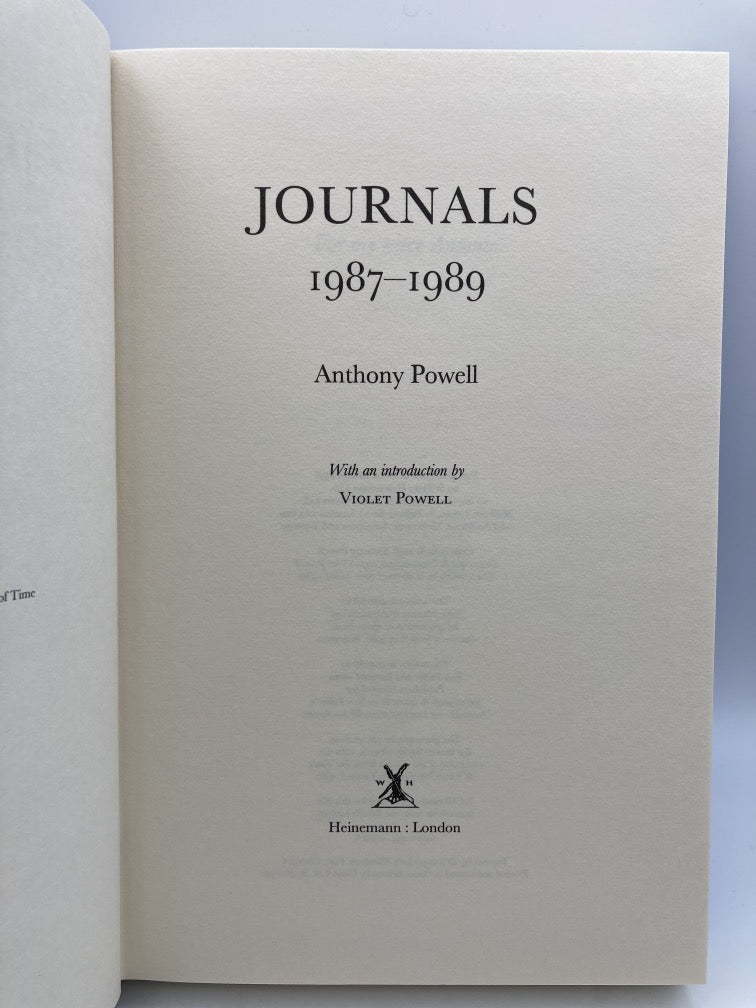 of Time
JOURNALS
1987–1989
Anthony Powell
With an introduction by
VIOLET POWELL
W H
Heinemann : London